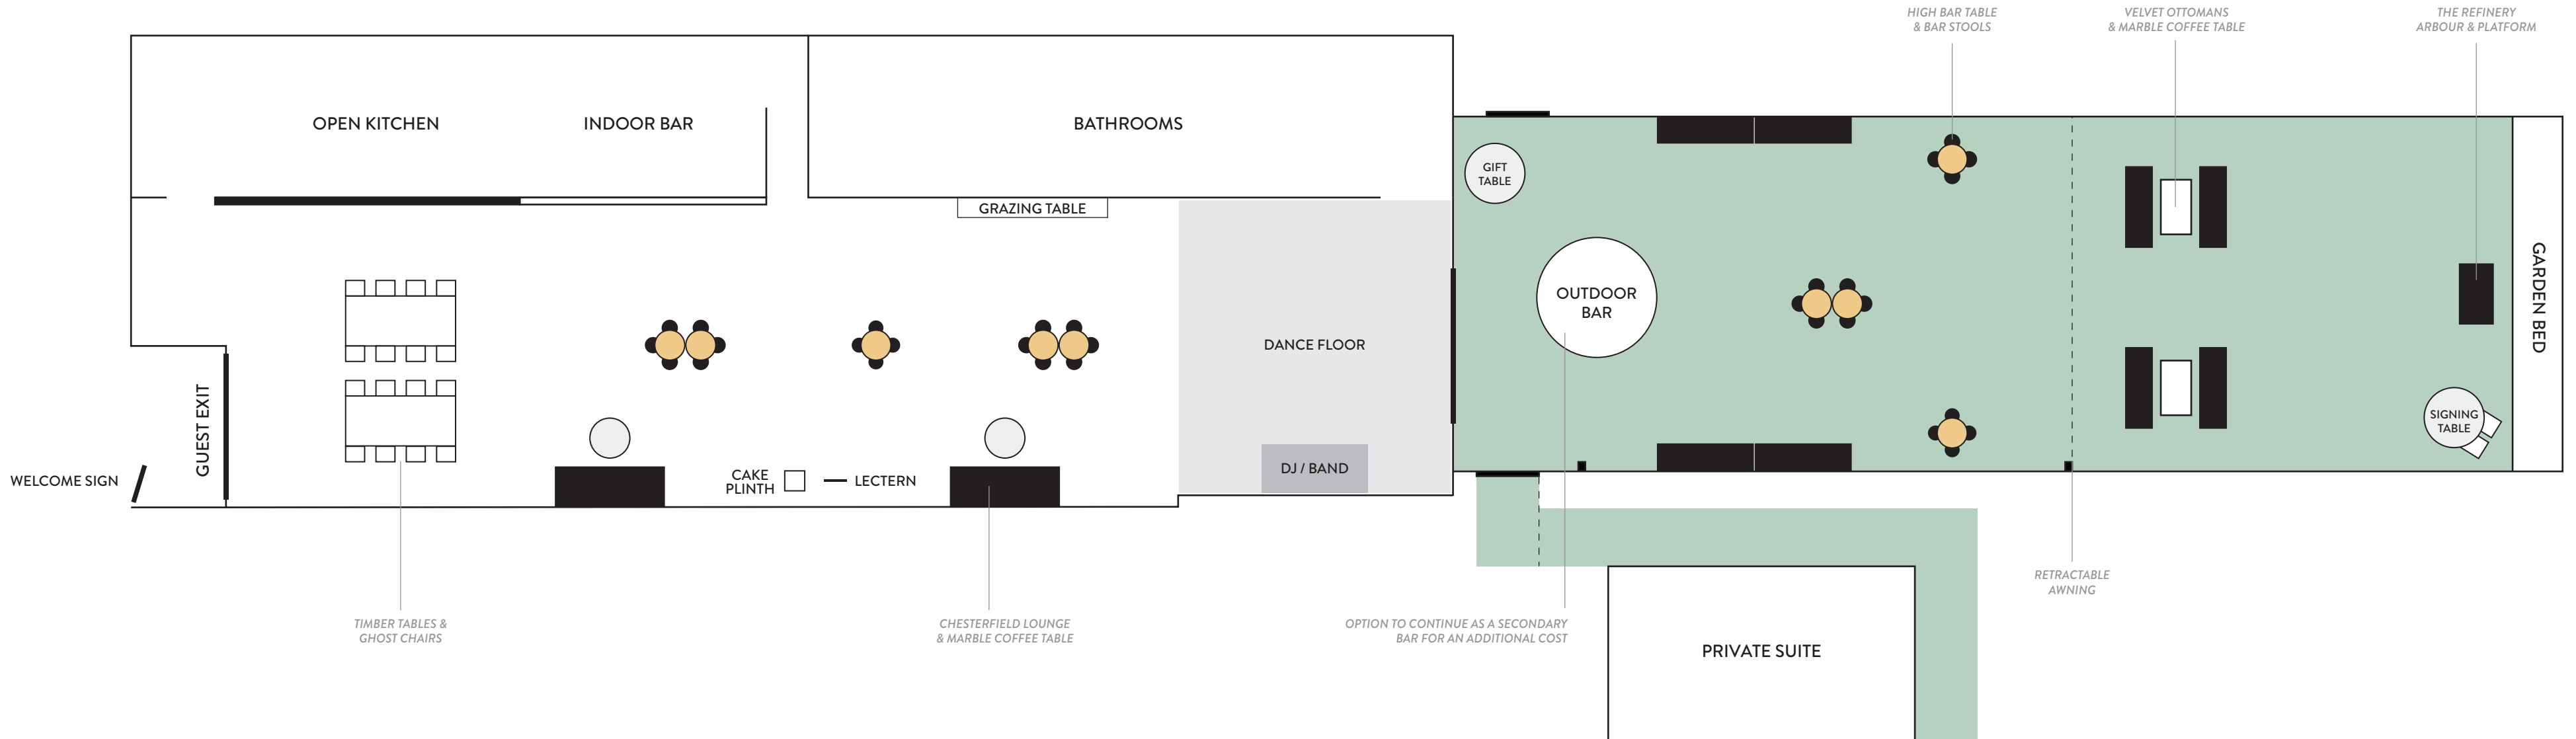 HIGH BAR TABLE
& BAR STOOLS
VELVET OTTOMANS
& MARBLE COFFEE TABLE
THE REFINERY
ARBOUR & PLATFORM
OPEN KITCHEN
INDOOR BAR
BATHROOMS
GIFT
TABLE
GRAZING TABLE
OUTDOOR
BAR
GARDEN BED
DANCE FLOOR
GUEST EXIT
SIGNING
TABLE
WELCOME SIGN
CAKE
PLINTH
LECTERN
DJ / BAND
RETRACTABLE
AWNING
TIMBER TABLES &
GHOST CHAIRS
CHESTERFIELD LOUNGE
& MARBLE COFFEE TABLE
OPTION TO CONTINUE AS A SECONDARY
BAR FOR AN ADDITIONAL COST
PRIVATE SUITE